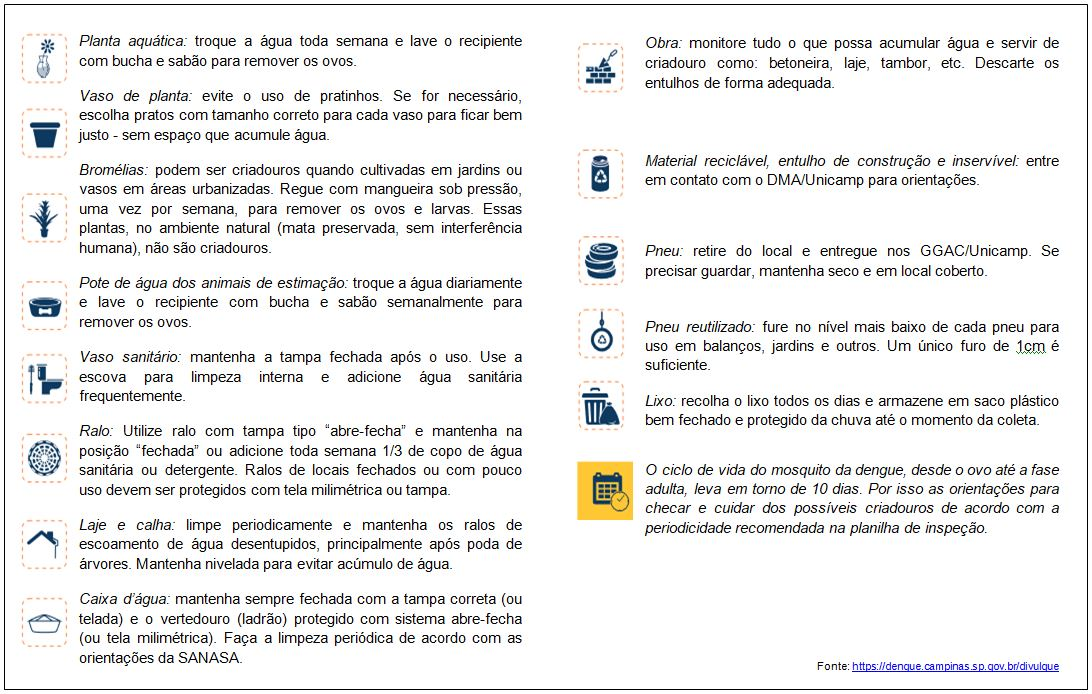 Planta aquática: troque a água toda semana e lave o recipiente
com bucha e sabão para remover os ovos.
Vaso de planta: evite o uso de pratinhos. Se for necessário,
escolha pratos com tamanho correto para cada vaso para ficar bem
justo - sem espaço que acumule água.
Bromélias: podem ser criadouros quando cultivadas em jardins ou
vasos em áreas urbanizadas. Regue com mangueira sob pressão,
uma vez por semana, para remover os ovos e larvas. Essas
plantas, no ambiente natural (mata preservada, sem interferência
humana), não são criadouros.
Pote de água dos animais de estimação: troque a água diariamente
e lave o recipiente com bucha e sabão semanalmente para
remover os ovos.
Vaso sanitário: mantenha a tampa fechada após o uso. Use a
escova para limpeza interna e adicione água sanitária
frequentemente.
Ralo: Utilize ralo com tampa tipo “abre-fecha” e mantenha na
posição “fechada” ou adicione toda semana 1/3 de copo de água
sanitária ou detergente. Ralos de locais fechados ou com pouco
uso devem ser protegidos com tela milimétrica ou tampa.
Laje e calha: limpe periodicamente e mantenha os ralos de
escoamento de água desentupidos, principalmente após poda de
árvores. Mantenha nivelada para evitar acúmulo de água.
Caixa d’água: mantenha sempre fechada com a tampa correta (ou
telada) e o vertedouro (ladrão) protegido com sistema abre-fecha
(ou tela milimétrica). Faça a limpeza periódica de acordo com as
orientações da SANASA.
Obra: monitore tudo o que possa acumular água e servir de
criadouro como: betoneira, laje, tambor, etc. Descarte os
entulhos de forma adequada.
Material reciclável, entulho de construção e inservível: entre
em contato com o DMA/Unicamp para orientações.
Pneu: retire do local e entregue nos GGAC/Unicamp. Se
precisar guardar, mantenha seco e em local coberto.
Pneu reutilizado: fure no nível mais baixo de cada pneu para
uso em balanços, jardins e outros. Um único furo de 1cm é
suficiente.
Lixo: recolha o lixo todos os dias e armazene em saco plástico
bem fechado e protegido da chuva até o momento da coleta.
O ciclo de vida do mosquito da dengue, desde o ovo até a fase
adulta, leva em torno de 10 dias. Por isso as orientações para
checar e cuidar dos possíveis criadouros de acordo com a
periodicidade recomendada na planilha de inspeção.
Fonte: https://dengue.campinas.sp.gov.br/divulgue